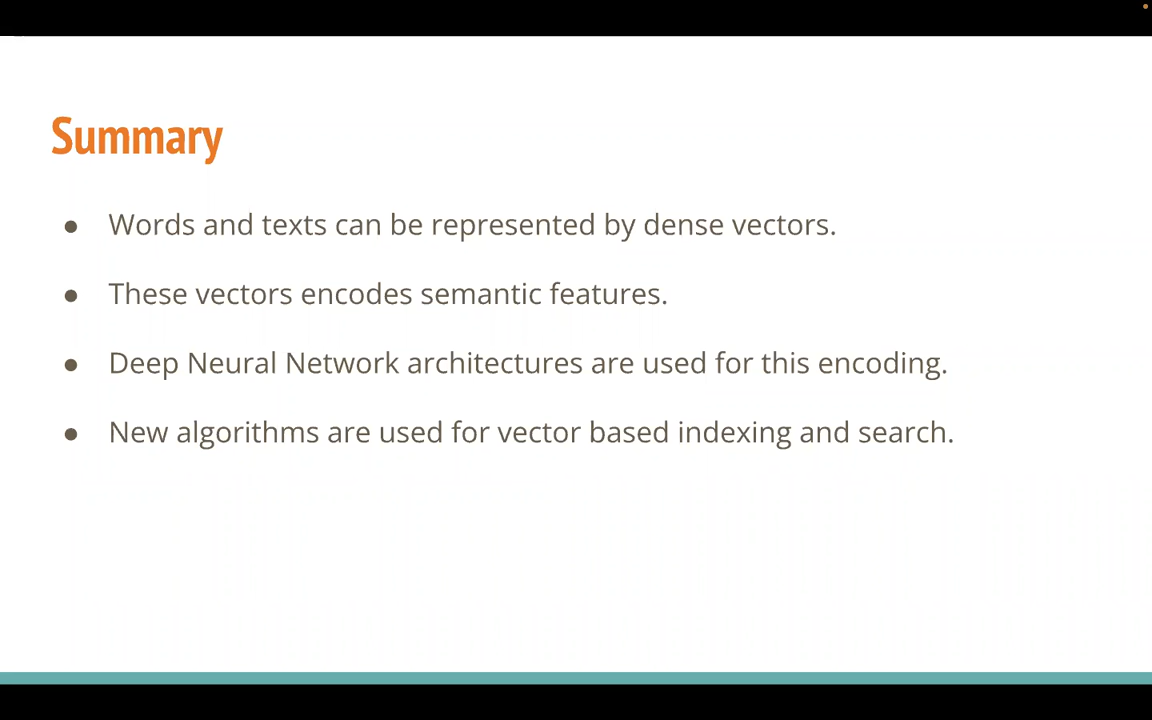 Summary
● Words and texts can be represented by dense vectors.
● These vectors encodes semantic features.
● Deep Neural Network architectures are used for this encoding.
● New algorithms are used for vector based indexing and search.